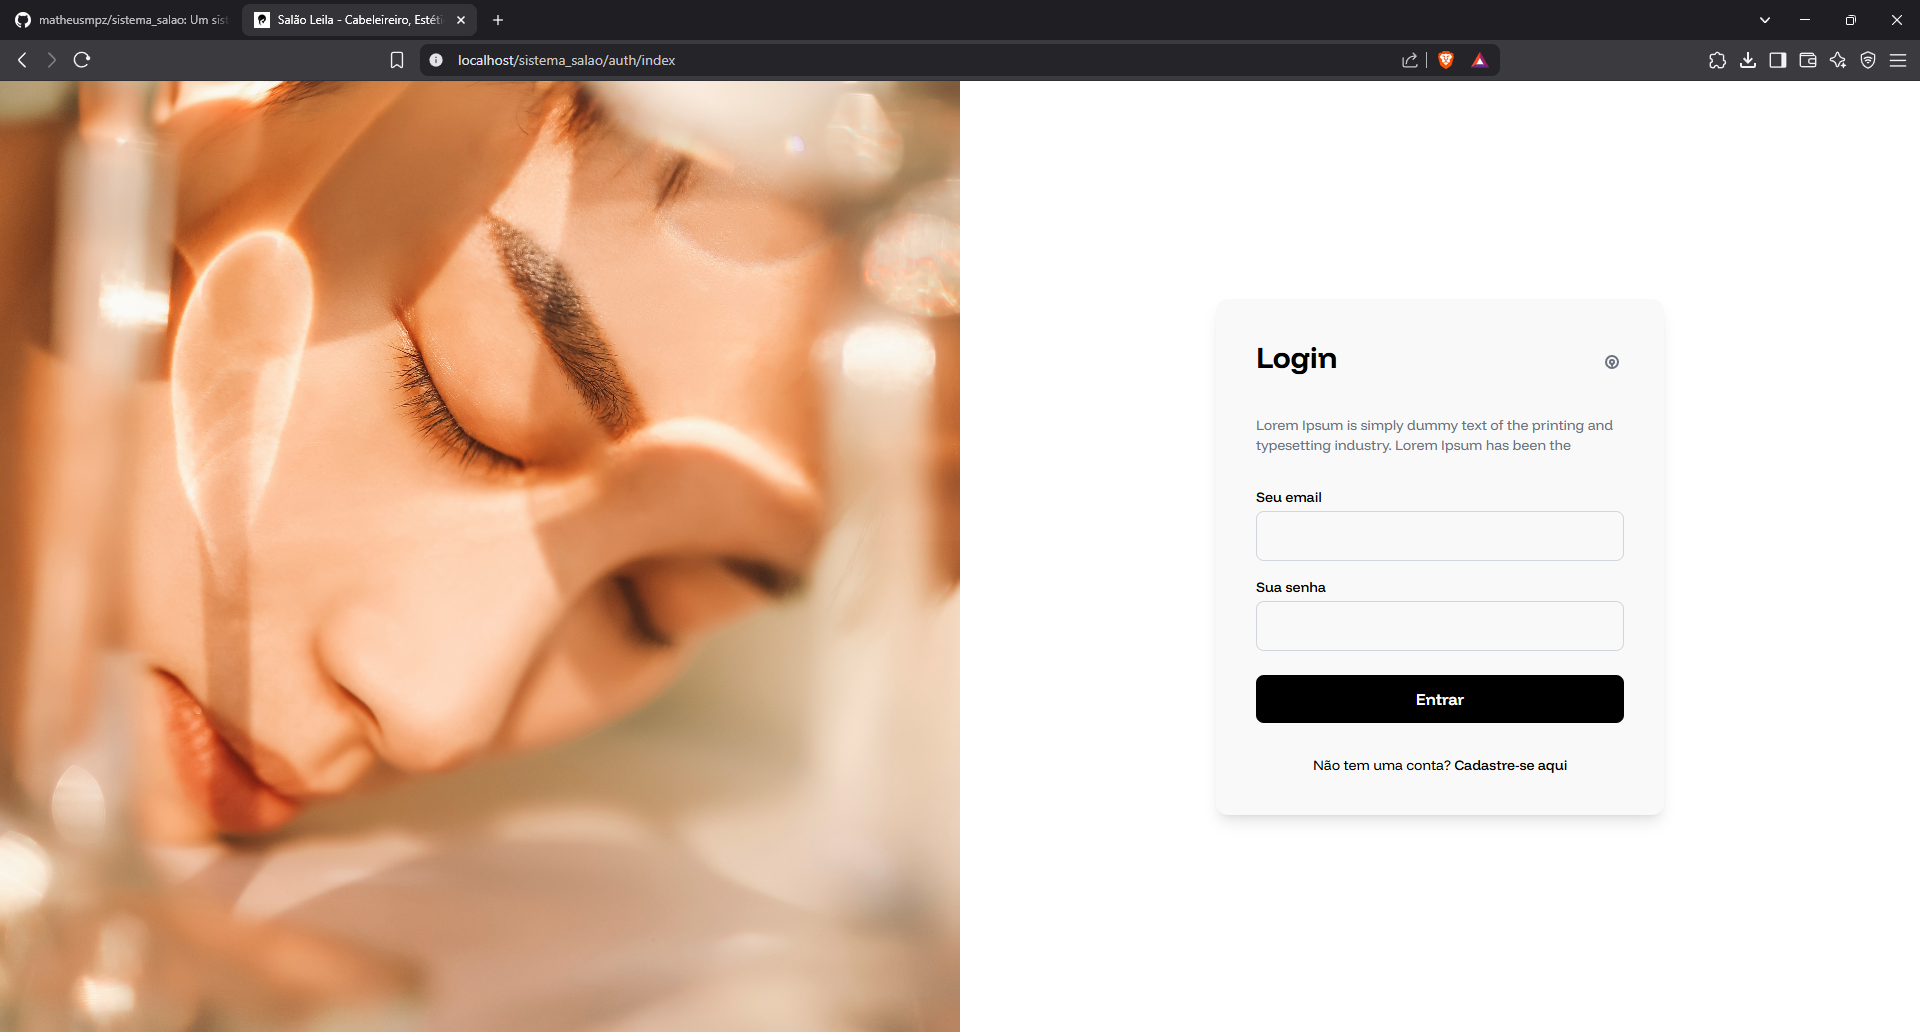 matheusmpz/sistema_salao: Um sis
Salão Leila - Cabeleireiro, Estéti
localhost/sistema_salao/auth/index
Login
Lorem Ipsum is simply dummy text of the printing and
typesetting industry. Lorem Ipsum has been the
Seu email
Sua senha
Entrar
Não tem uma conta? Cadastre-se aqui